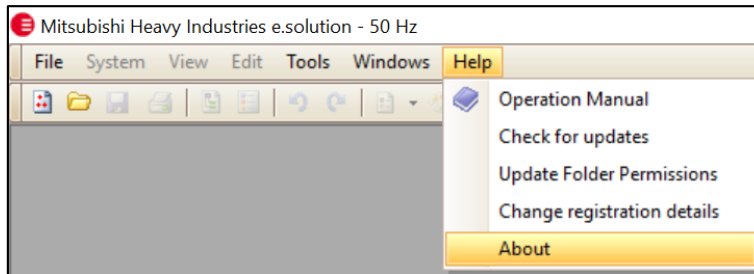 Mitsubishi Heavy Industries e.solution - 50 Hz
File System View Edit Tools Windows Help
Operation Manual
Check for updates
Update Folder Permissions
Change registration details
About